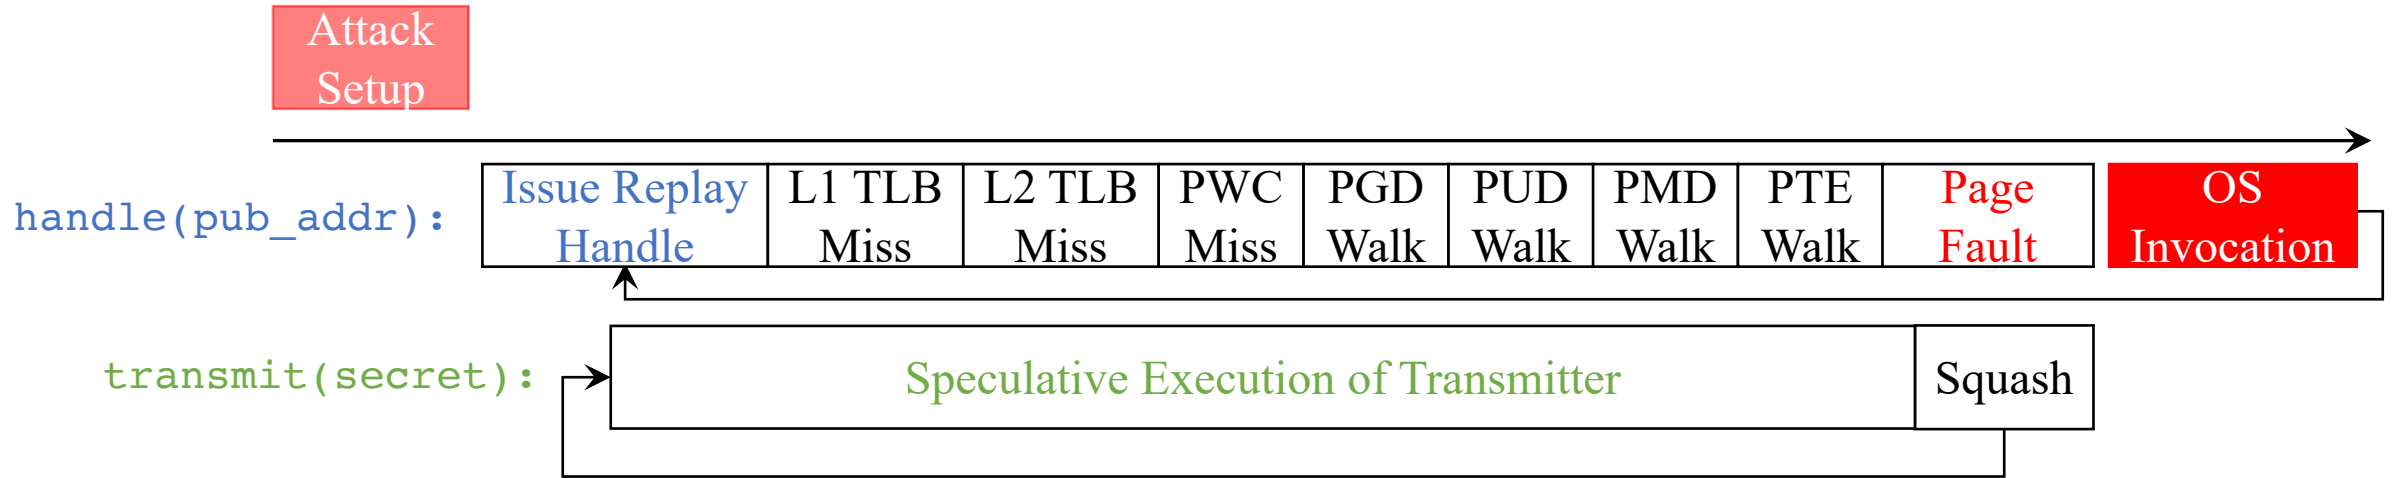 Attack
Setup
handle(pub_addr):
Issue Replay
Handle
L1 TLB
Miss
L2 TLB
Miss
PWC
Miss
PGD
Walk
PUD
Walk
PMD
Walk
PTE
Walk
Page
Fault
OS
Invocation
transmit(secret):
Speculative Execution of Transmitter
Squash